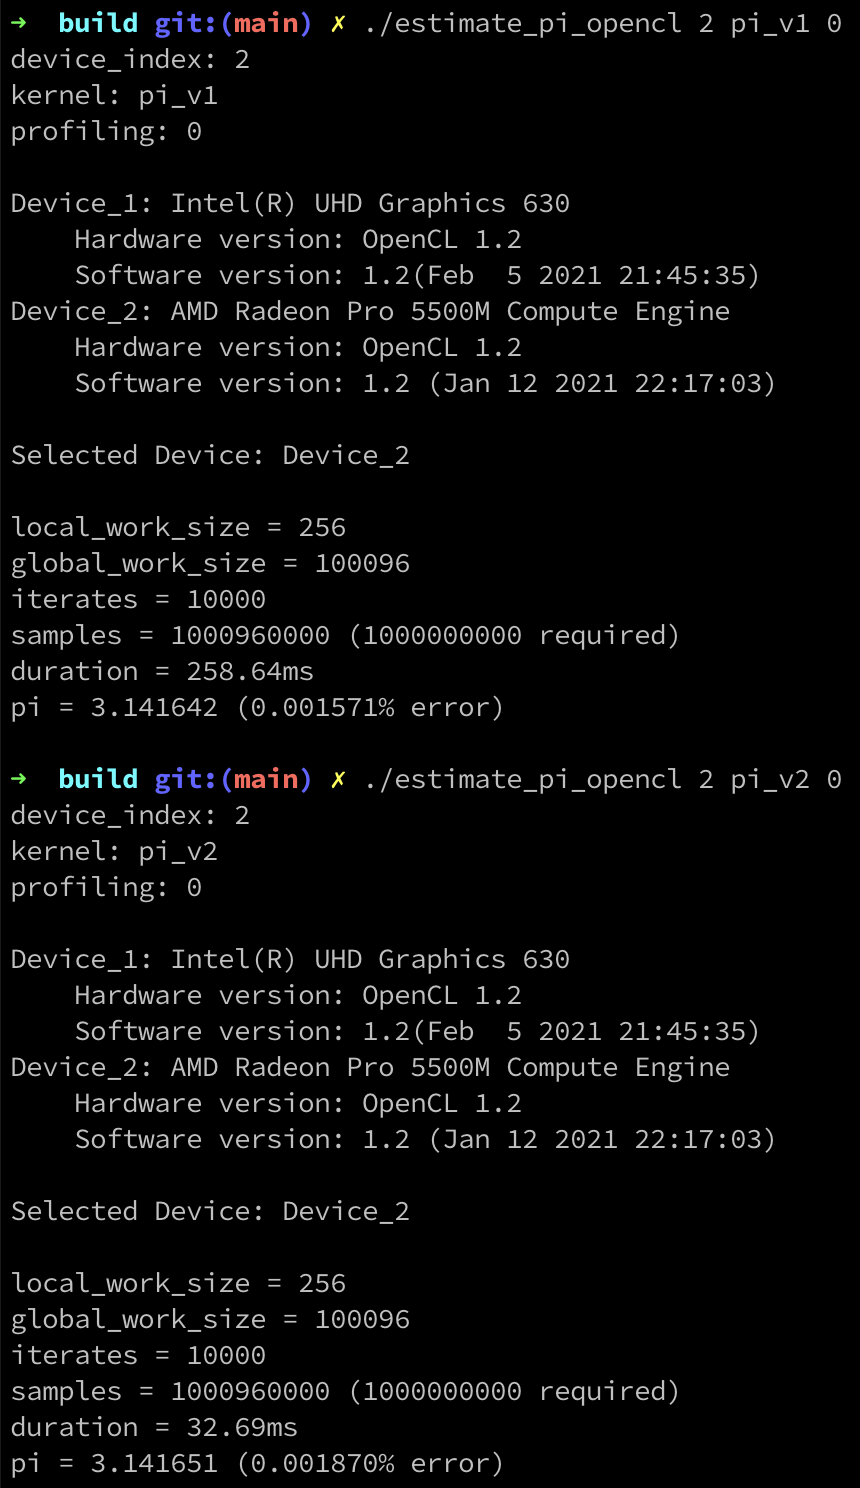 ➜  build git:(main) ✗ ./estimate_pi_opencl 2 pi_v1 0
device_index: 2
kernel: pi_v1
profiling: 0

Device_1: Intel(R) UHD Graphics 630
    Hardware version: OpenCL 1.2
    Software version: 1.2(Feb  5 2021 21:45:35)
Device_2: AMD Radeon Pro 5500M Compute Engine
    Hardware version: OpenCL 1.2
    Software version: 1.2 (Jan 12 2021 22:17:03)

Selected Device: Device_2

local_work_size = 256
global_work_size = 100096
iterates = 10000
samples = 1000960000 (1000000000 required)
duration = 258.64ms
pi = 3.141642 (0.001571% error)

➜  build git:(main) ✗ ./estimate_pi_opencl 2 pi_v2 0
device_index: 2
kernel: pi_v2
profiling: 0

Device_1: Intel(R) UHD Graphics 630
    Hardware version: OpenCL 1.2
    Software version: 1.2(Feb  5 2021 21:45:35)
Device_2: AMD Radeon Pro 5500M Compute Engine
    Hardware version: OpenCL 1.2
    Software version: 1.2 (Jan 12 2021 22:17:03)

Selected Device: Device_2

local_work_size = 256
global_work_size = 100096
iterates = 10000
samples = 1000960000 (1000000000 required)
duration = 32.69ms
pi = 3.141651 (0.001870% error)